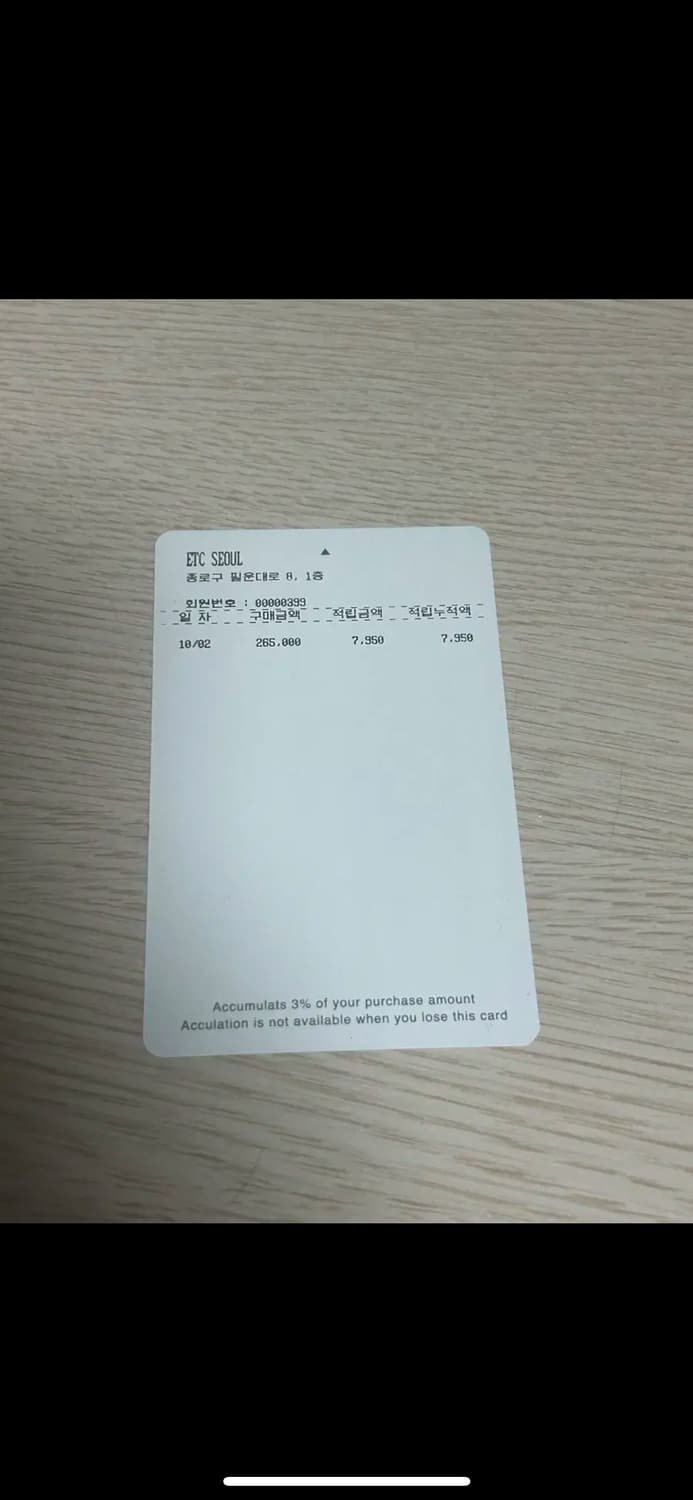 ETC SEOUL
종로구 필운대로 8, 1층
회원번호 : 00000399
일 차 구매금액 적립금액 적립누적액
10/02 265,000 7,950 7,950
Accumulats 3% of your purchase amount
Acculation is not available when you lose this card